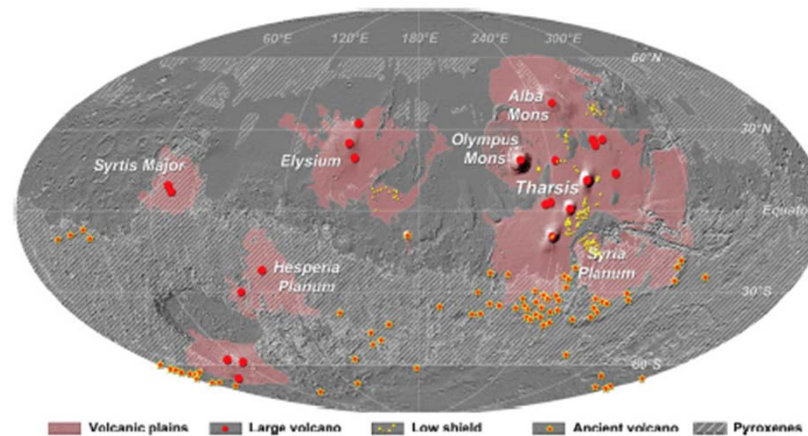 60°E 120°E 180°E 240°E 300°E
60°N
Alba
Mons
30°N
Olympus
Mons
Syrtis Major
Elysium
Tharsis
Equator
Syria
Planum
Hesperia
Planum
30°S
60°S
Volcanic plains Large volcano Low shield Ancient volcano Pyroxenes